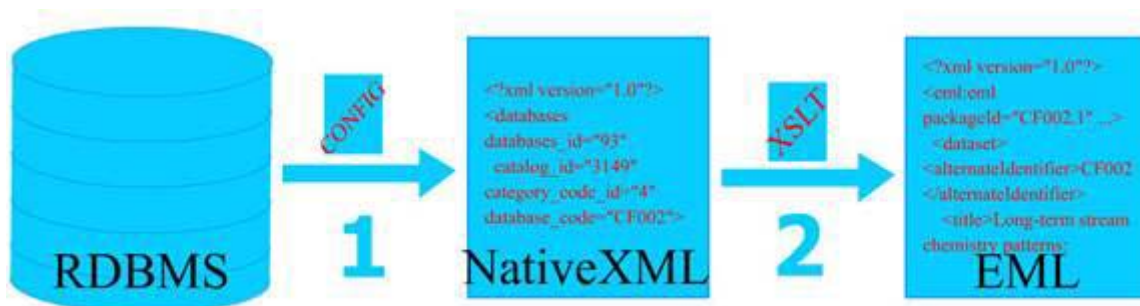 RDBMS
CONFIG
1
<?xml version="1.0"?>
<databases
databases_id="93"
catalog_id="3149"
category_code_id="4"
database_code="CF002">
NativeXML
XSLT
2
<?xml version="1.0"?>
<eml:eml
packageId="CF002.1" ...>
<dataset>
<alternateIdentifier>CF002
</alternateIdentifier>
<title>Long-term stream
chemistry patterns:
EML